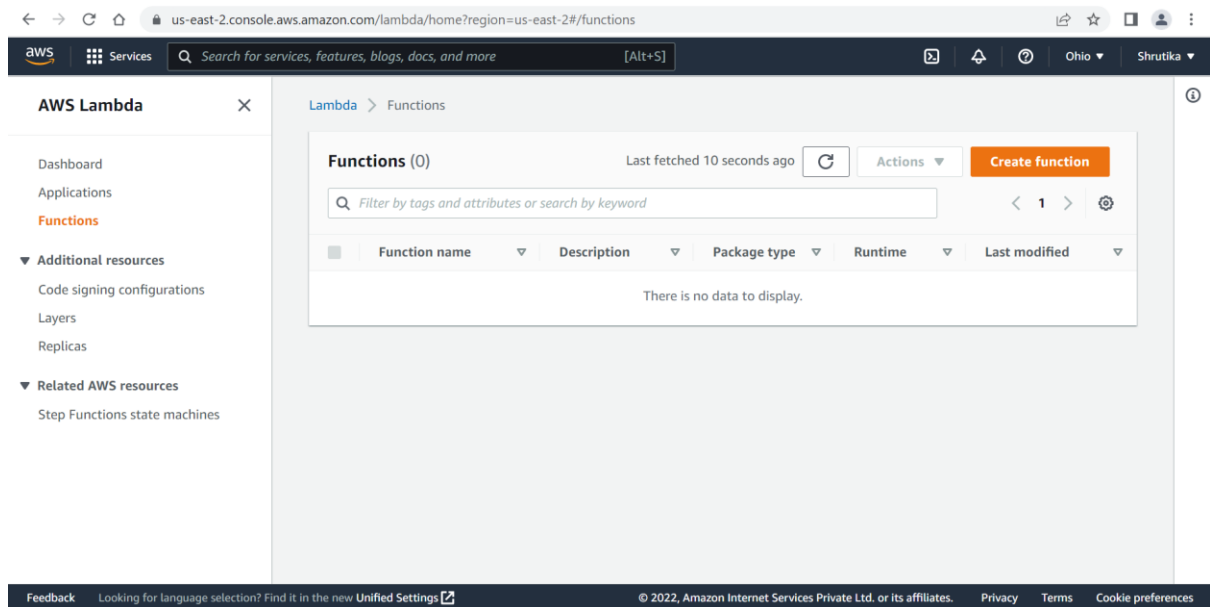 us-east-2.console.aws.amazon.com/lambda/home?region=us-east-2#/functions
aws Services Search for services, features, blogs, docs, and more [Alt+S] Ohio Shrutika
AWS Lambda
Dashboard
Applications
Functions
Additional resources
Code signing configurations
Layers
Replicas
Related AWS resources
Step Functions state machines
Lambda > Functions
Functions (0) Last fetched 10 seconds ago Actions Create function
Filter by tags and attributes or search by keyword 1
Function name Description Package type Runtime Last modified
There is no data to display.
Feedback Looking for language selection? Find it in the new Unified Settings © 2022, Amazon Internet Services Private Ltd. or its affiliates. Privacy Terms Cookie preferences